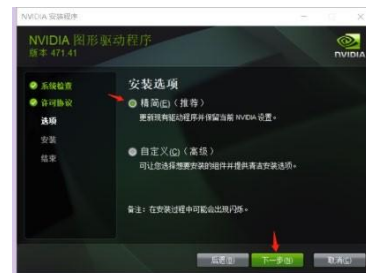 NVIDIA 安装程序
NVIDIA 图形驱动程序
版本 471.41
NVIDIA
系统检查
许可协议
选项
安装
结束
安装选项
精简(E)（推荐）
更新现有驱动程序并保留当前 NVIDIA 设置。
自定义(C)（高级）
可让您选择想要安装的组件并提供清洁安装选项。
备注：在安装过程中可能会出现闪烁。
后退(B)
下一步(N)
取消(C)